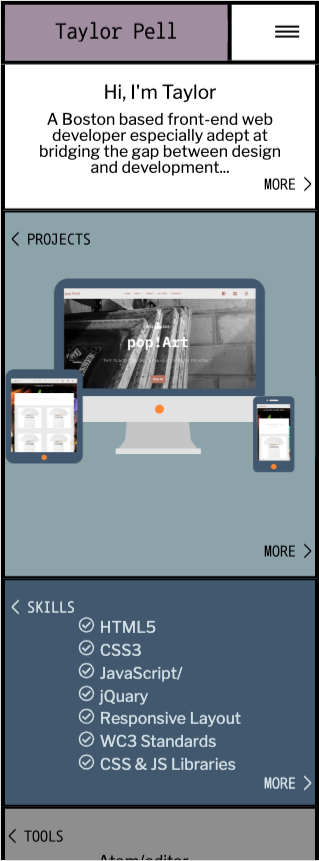 Taylor Pell
Hi, I'm Taylor
A Boston based front-end web
developer especially adept at
bridging the gap between design
and development...
MORE
PROJECTS
pop!Art
MORE
SKILLS
HTML5
CSS3
JavaScript/
jQuary
Responsive Layout
WC3 Standards
CSS & JS Libraries
MORE
TOOLS